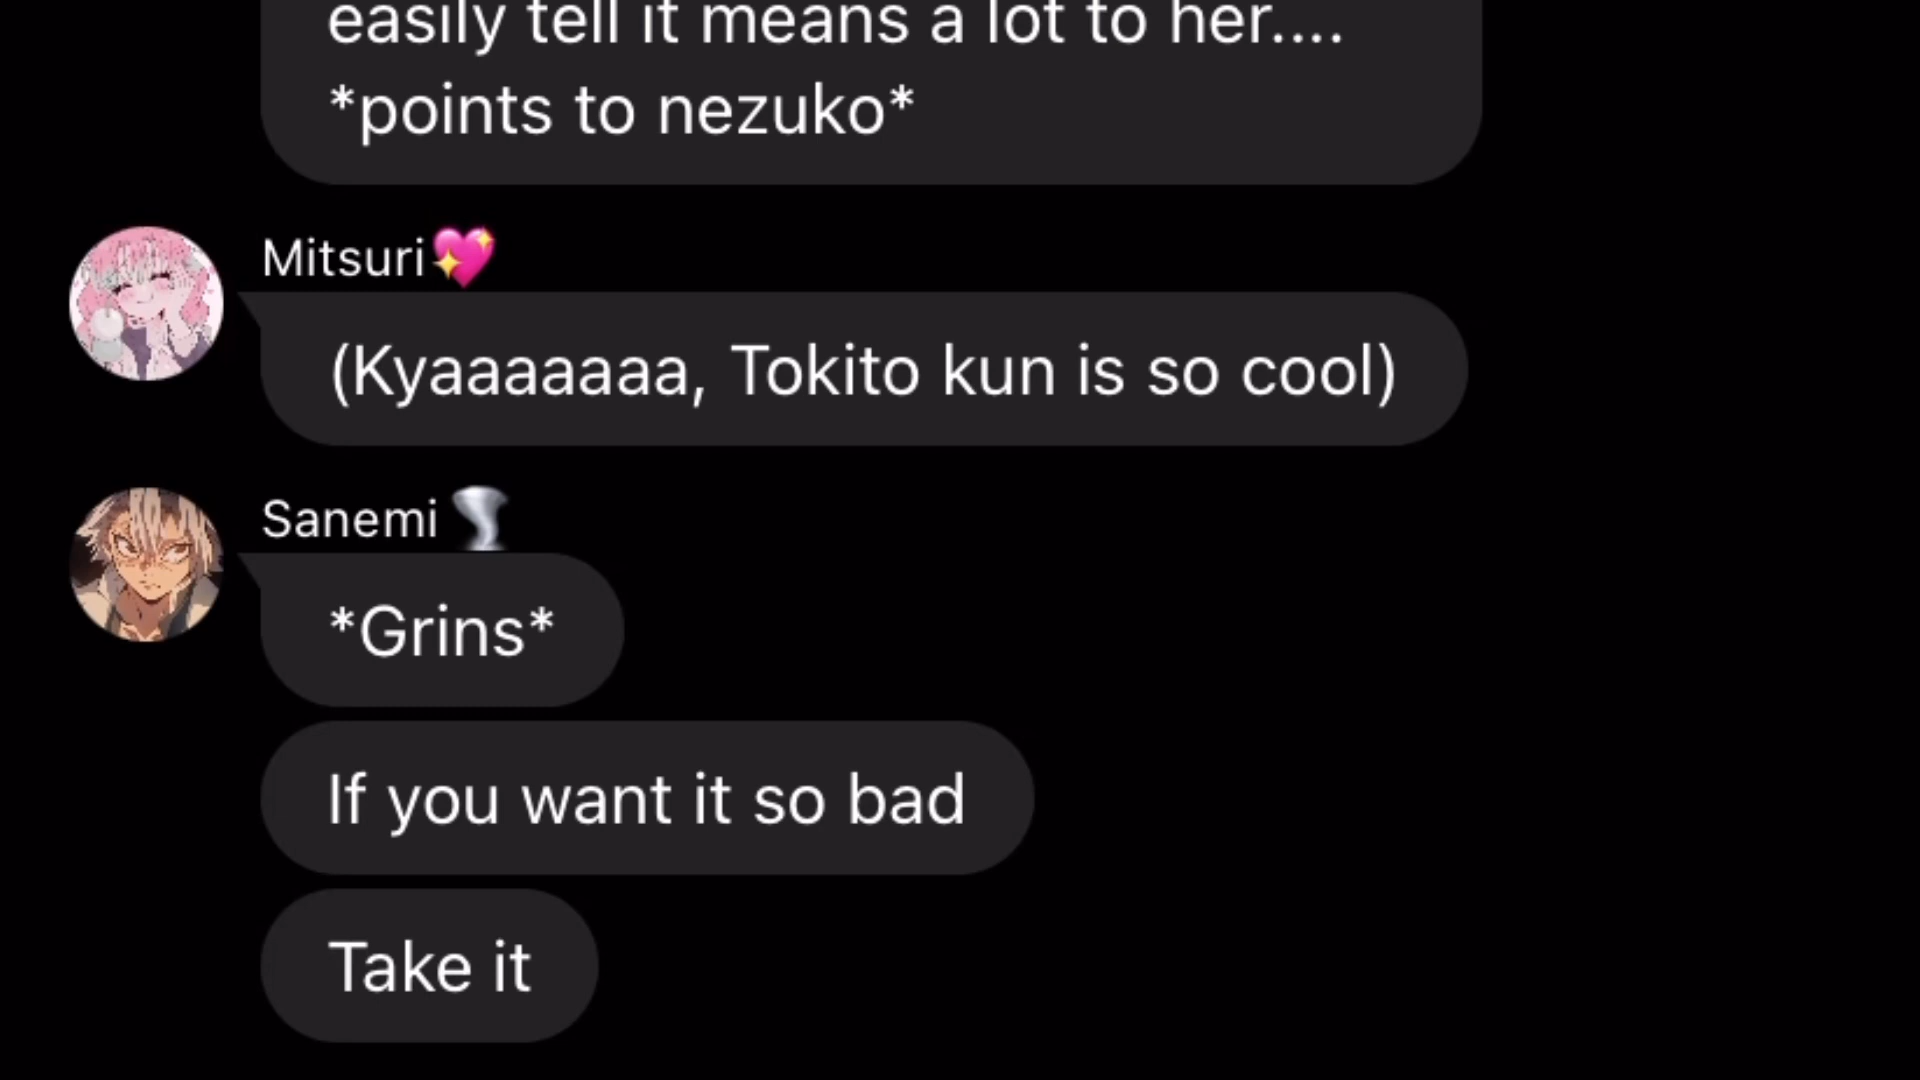 easily tell it means a lot to her....
*points to nezuko*
Mitsuri💖
(Kyaaaaaaa, Tokito kun is so cool)
Sanemi 🌪️
*Grins*
If you want it so bad
Take it